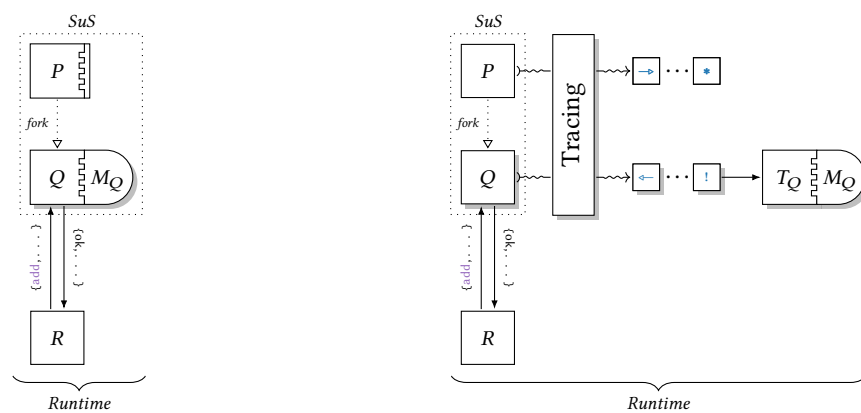 SuS
P
fork
Q M_Q
{add, . . . }
{ok, . . . }
R
Runtime
SuS
P
fork
Q
Tracing
→ ··· *
← ··· !
T_Q M_Q
{add, . . . }
{ok, . . . }
R
Runtime